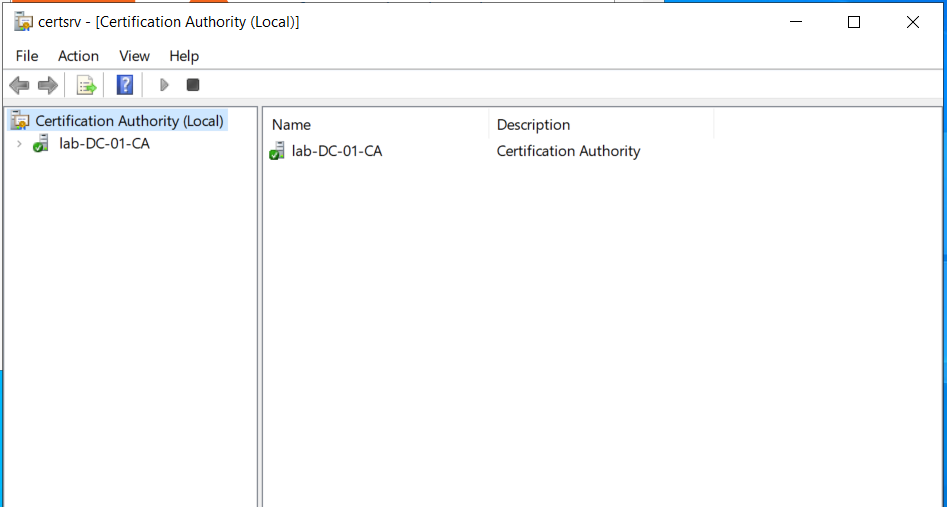 certsrv - [Certification Authority (Local)]
File Action View Help
Certification Authority (Local)
lab-DC-01-CA
Name Description
lab-DC-01-CA Certification Authority